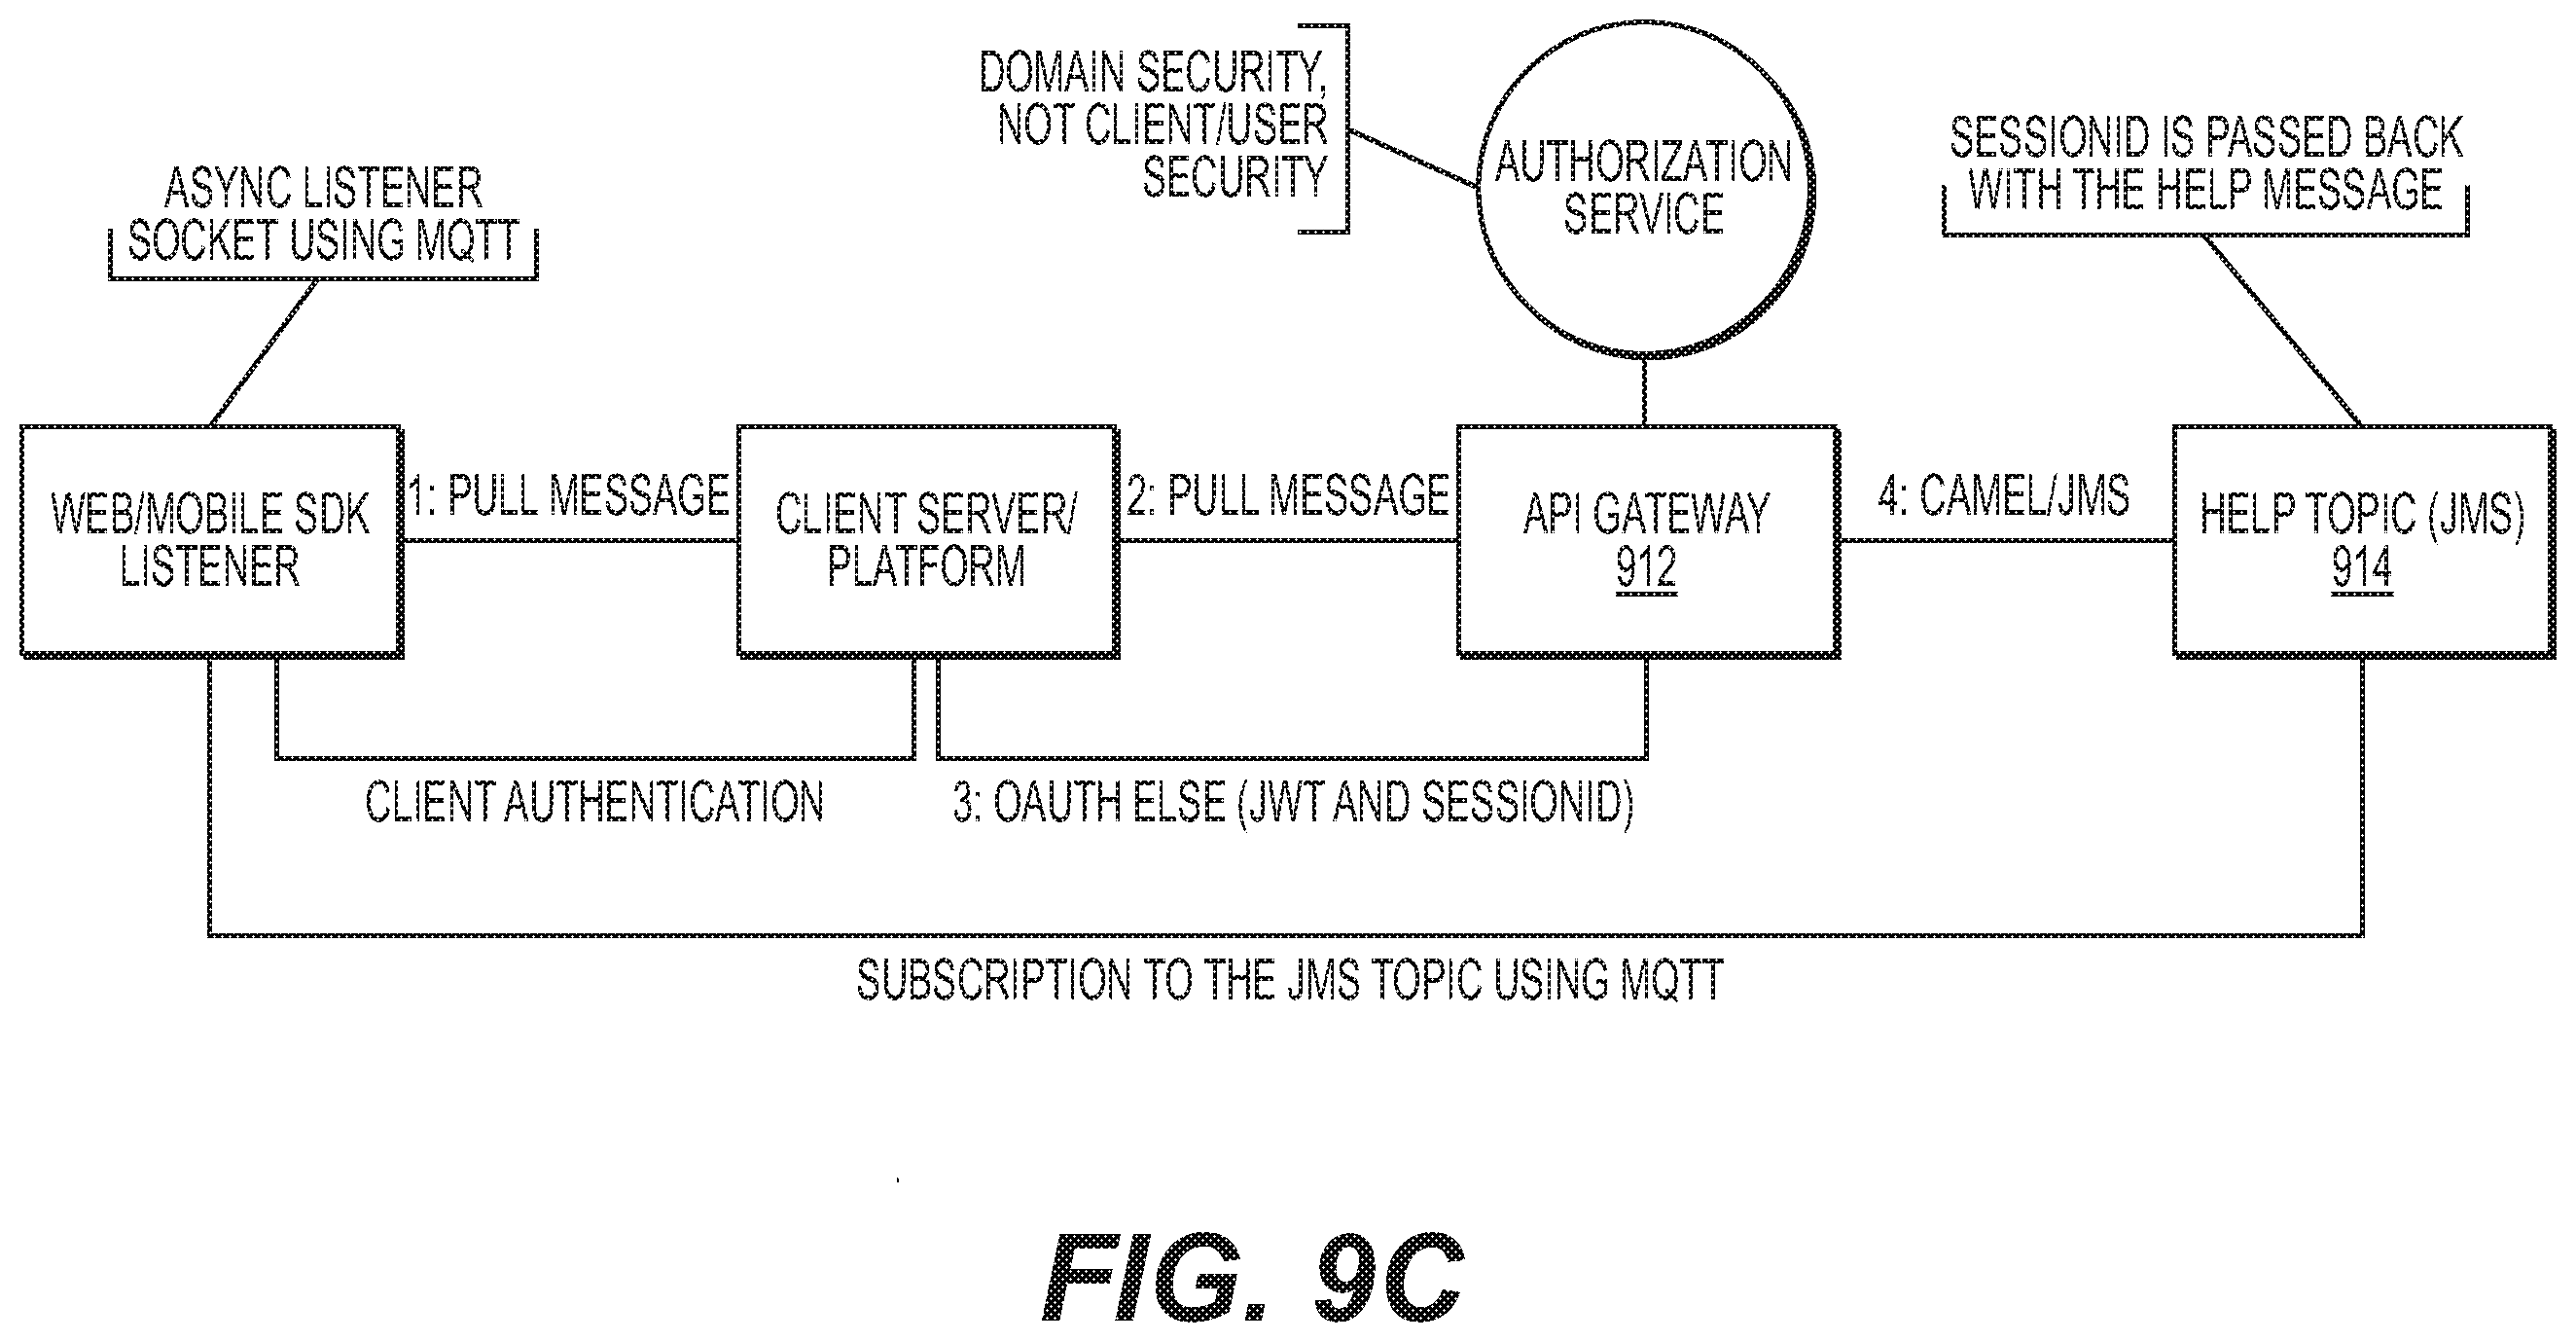 DOMAIN SECURITY,
NOT CLIENT/USER
SECURITY
AUTHORIZATION
SERVICE
SESSIONID IS PASSED BACK
WITH THE HELP MESSAGE
ASYNC LISTENER
SOCKET USING MQTT
WEB/MOBILE SDK
LISTENER
1: PULL MESSAGE
CLIENT SERVER/
PLATFORM
2: PULL MESSAGE
API GATEWAY
912
4: CAMEL/JMS
HELP TOPIC (JMS)
914
CLIENT AUTHENTICATION
3: OAUTH ELSE (JWT AND SESSIONID)
SUBSCRIPTION TO THE JMS TOPIC USING MQTT
FIG. 9C